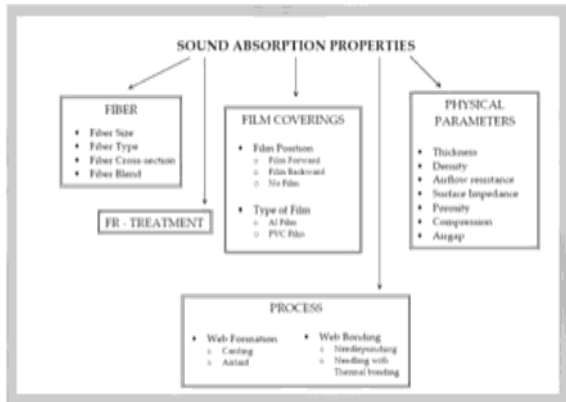 SOUND ABSORPTION PROPERTIES
FIBER
Fiber Size
Fiber Type
Fiber Cross-section
Fiber Blend
FR - TREATMENT
FILM COVERINGS
Film Position
Film Forward
Film Backward
No Film
Type of Film
Al Film
PVC Film
PHYSICAL
PARAMETERS
Thickness
Density
Airflow resistance
Surface Impedance
Porosity
Compression
Airgap
PROCESS
Web Formation
Carding
Airlaid
Web Bonding
Needlepunching
Needling with
Thermal bonding